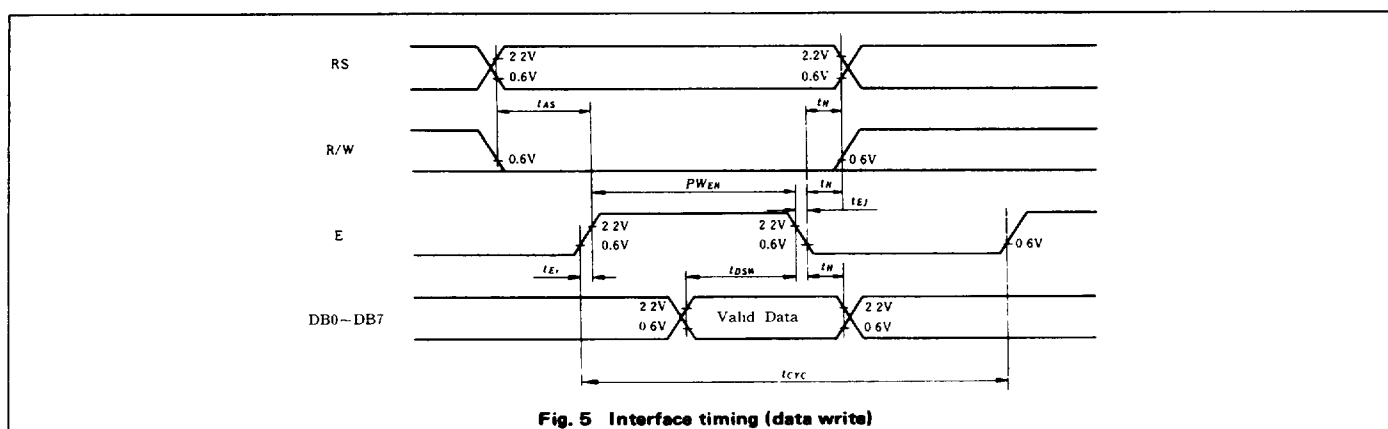 RS
2 2V
0.6V
2.2V
0.6V
tAS
tH
R/W
0.6V
0 6V
PWEH
tH
tEf
E
2 2V
0.6V
2 2V
0.6V
0 6V
tEr
tDSW
tH
DB0~DB7
2 2V
0 6V
Valid Data
2 2V
0 6V
tCYC
Fig. 5 Interface timing (data write)